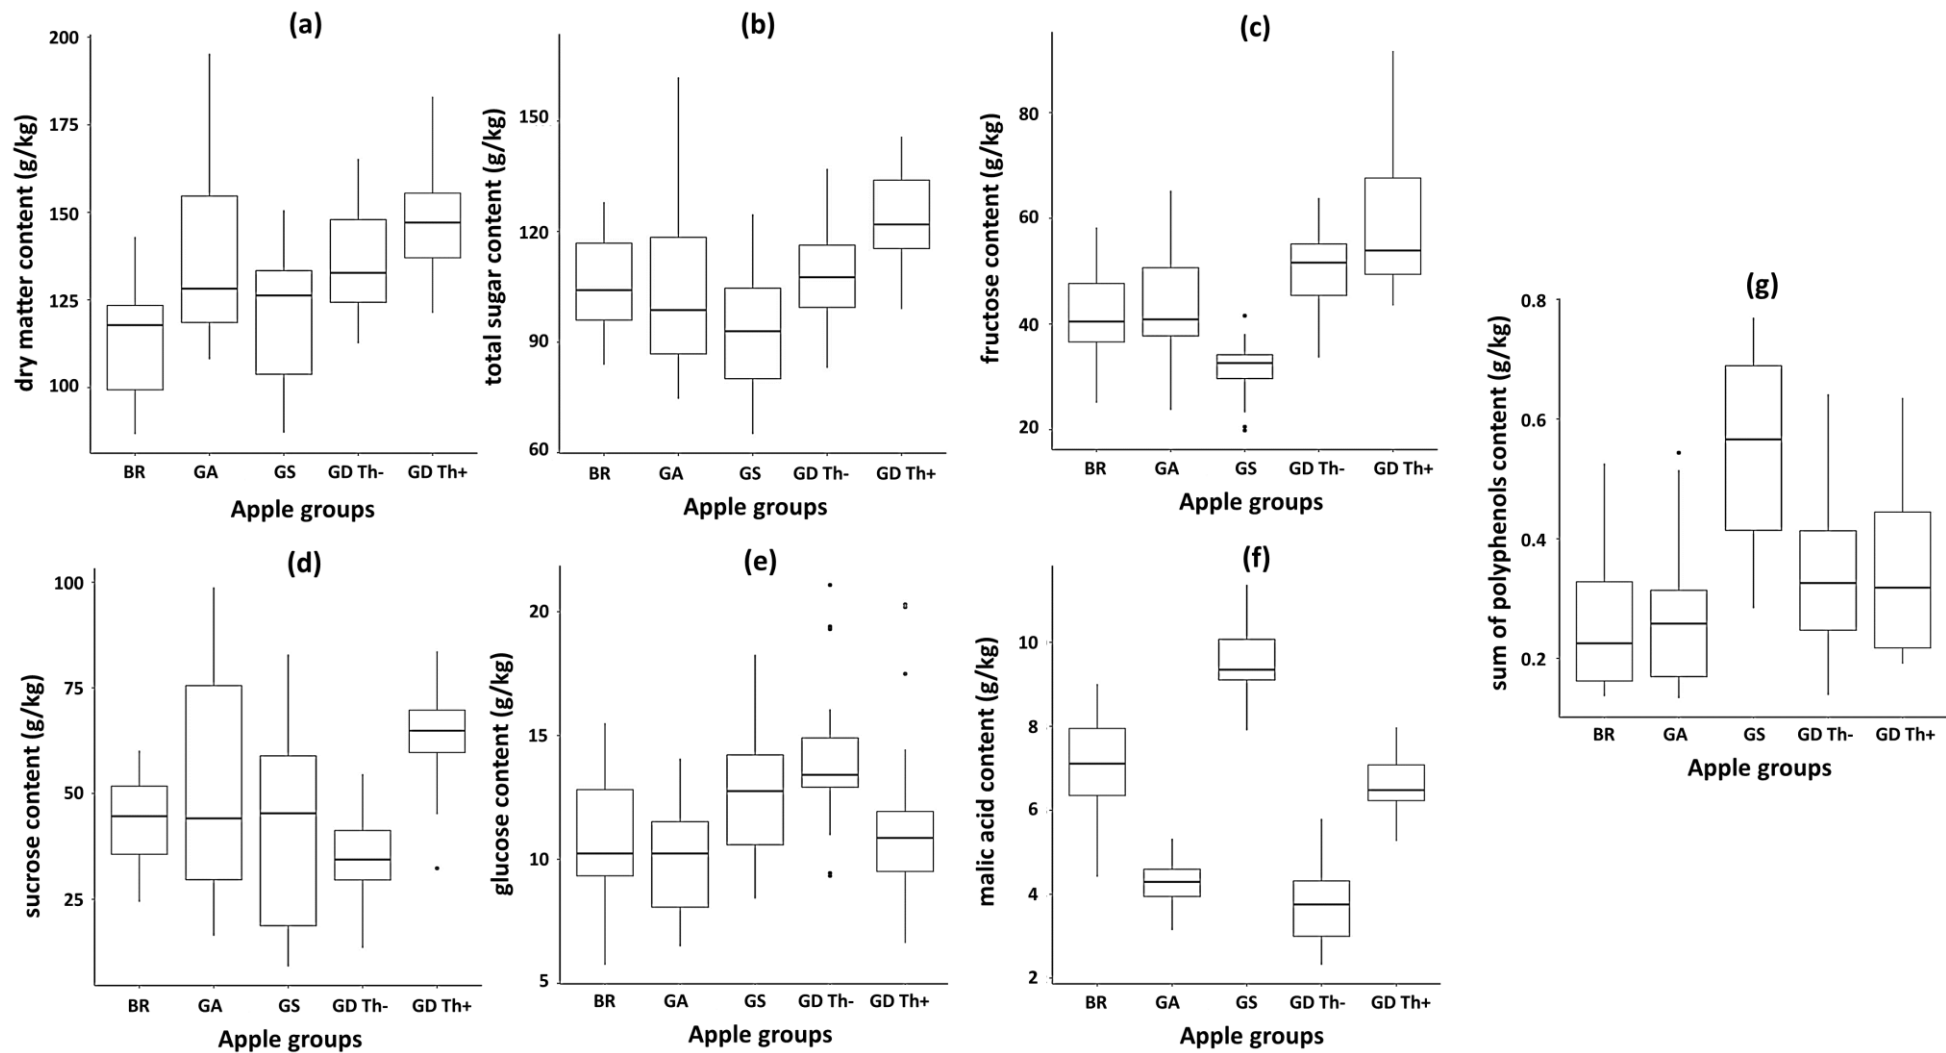 (a)
dry matter content (g/kg)
200
175
150
125
100
BR GA GS GD Th- GD Th+
Apple groups
(b)
total sugar content (g/kg)
150
120
90
60
BR GA GS GD Th- GD Th+
Apple groups
(c)
fructose content (g/kg)
80
60
40
20
BR GA GS GD Th- GD Th+
Apple groups
(d)
sucrose content (g/kg)
100
75
50
25
BR GA GS GD Th- GD Th+
Apple groups
(e)
glucose content (g/kg)
20
15
10
5
BR GA GS GD Th- GD Th+
Apple groups
(f)
malic acid content (g/kg)
10
8
6
4
2
BR GA GS GD Th- GD Th+
Apple groups
(g)
sum of polyphenols content (g/kg)
0.8
0.6
0.4
0.2
BR GA GS GD Th- GD Th+
Apple groups